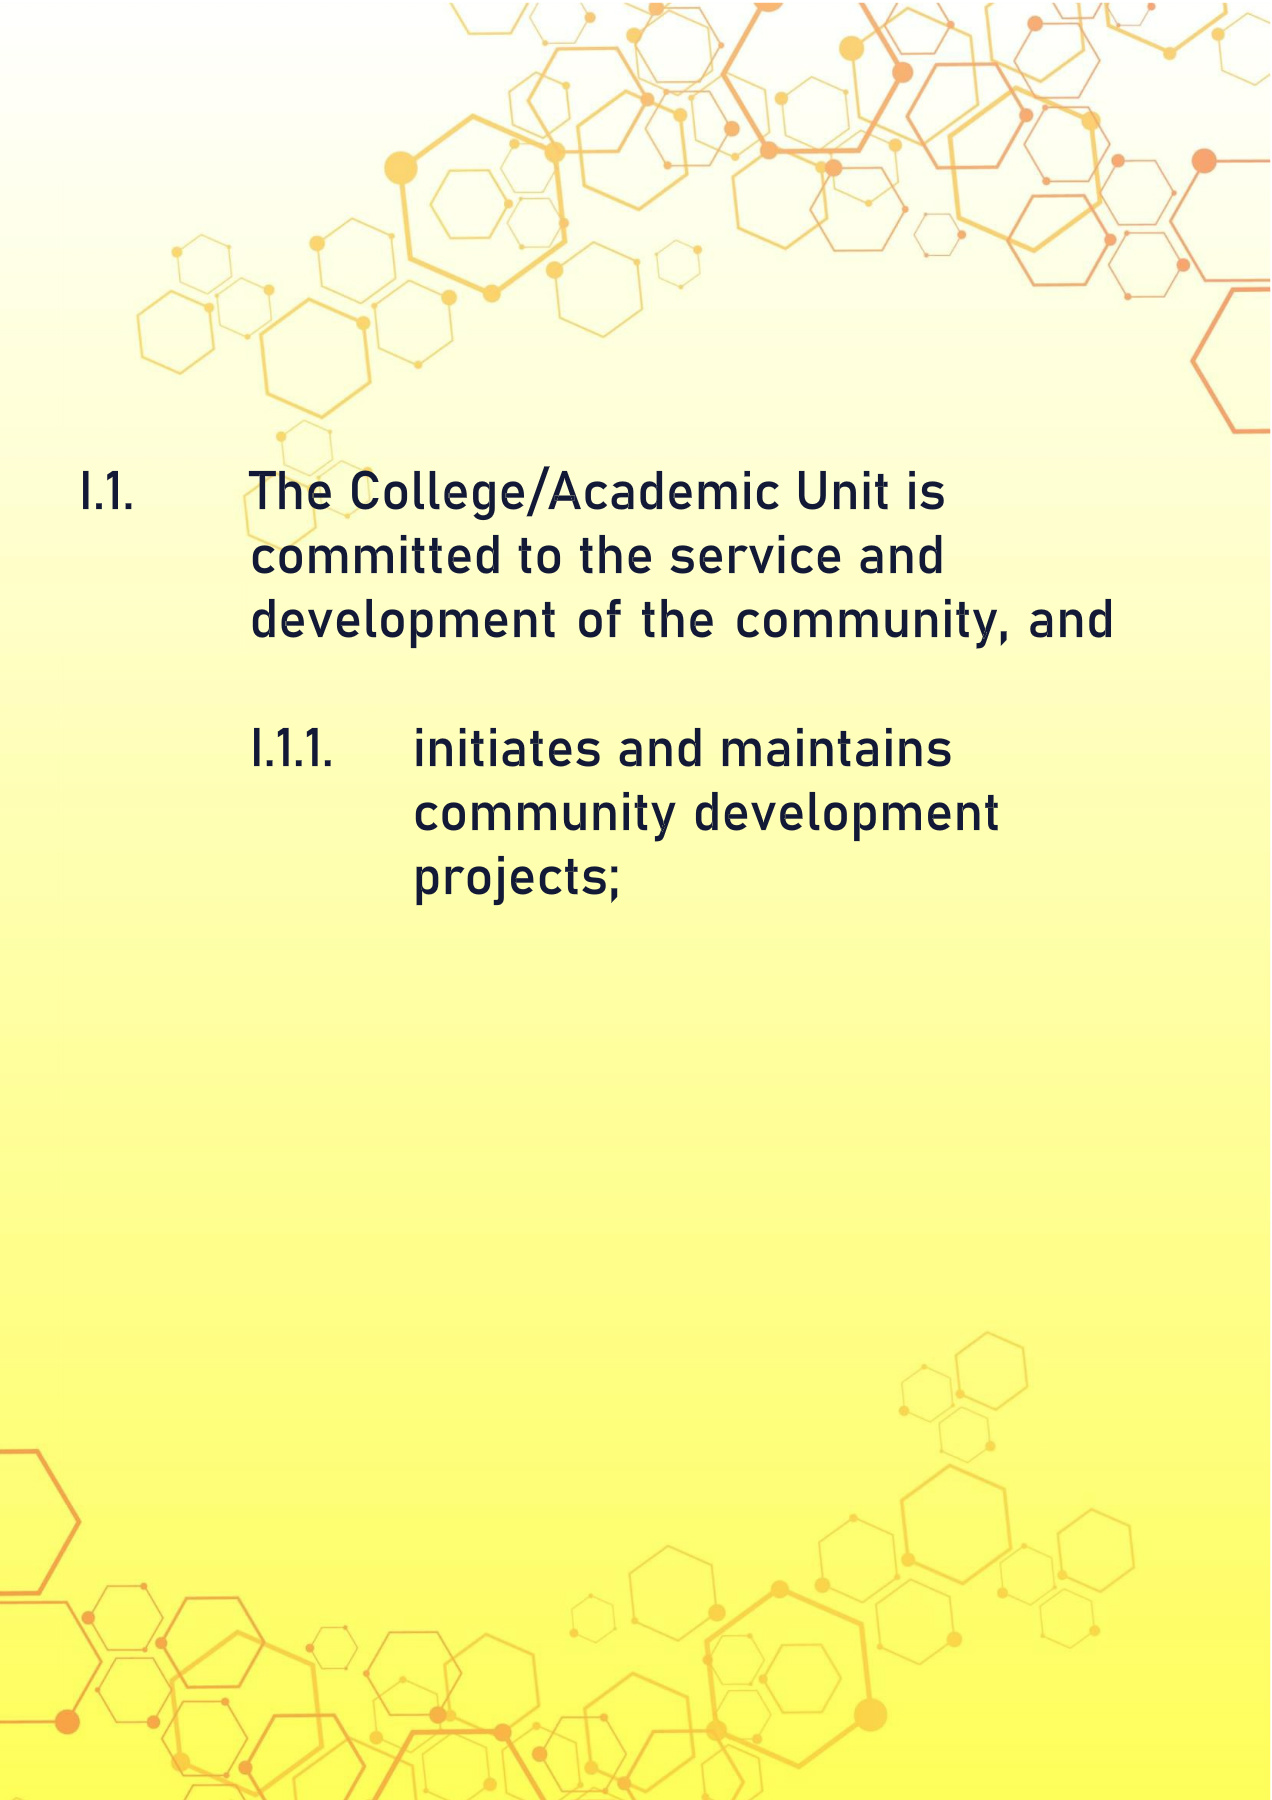 I.1. The College/Academic Unit is
committed to the service and
development of the community, and
I.1.1. initiates and maintains
community development
projects;